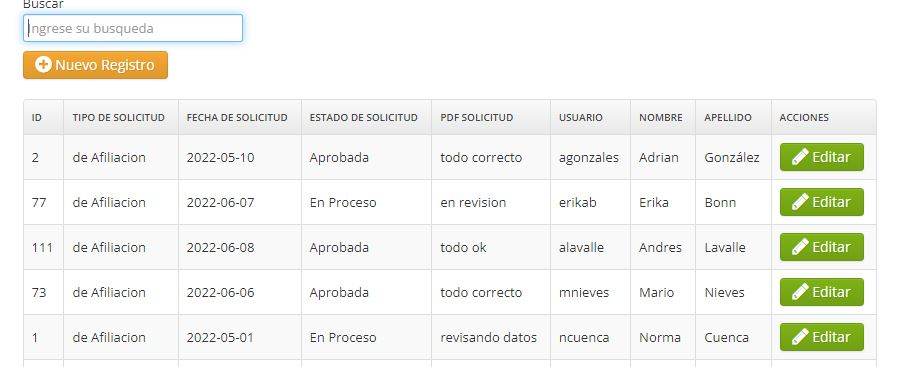 Buscar
Ingrese su busqueda
Nuevo Registro
ID TIPO DE SOLICITUD FECHA DE SOLICITUD ESTADO DE SOLICITUD PDF SOLICITUD USUARIO NOMBRE APELLIDO ACCIONES
2 de Afiliacion 2022-05-10 Aprobada todo correcto agonzales Adrian González Editar
77 de Afiliacion 2022-06-07 En Proceso en revision erikab Erika Bonn Editar
111 de Afiliacion 2022-06-08 Aprobada todo ok alavalle Andres Lavalle Editar
73 de Afiliacion 2022-06-06 Aprobada todo correcto mnieves Mario Nieves Editar
1 de Afiliacion 2022-05-01 En Proceso revisando datos ncuenca Norma Cuenca Editar